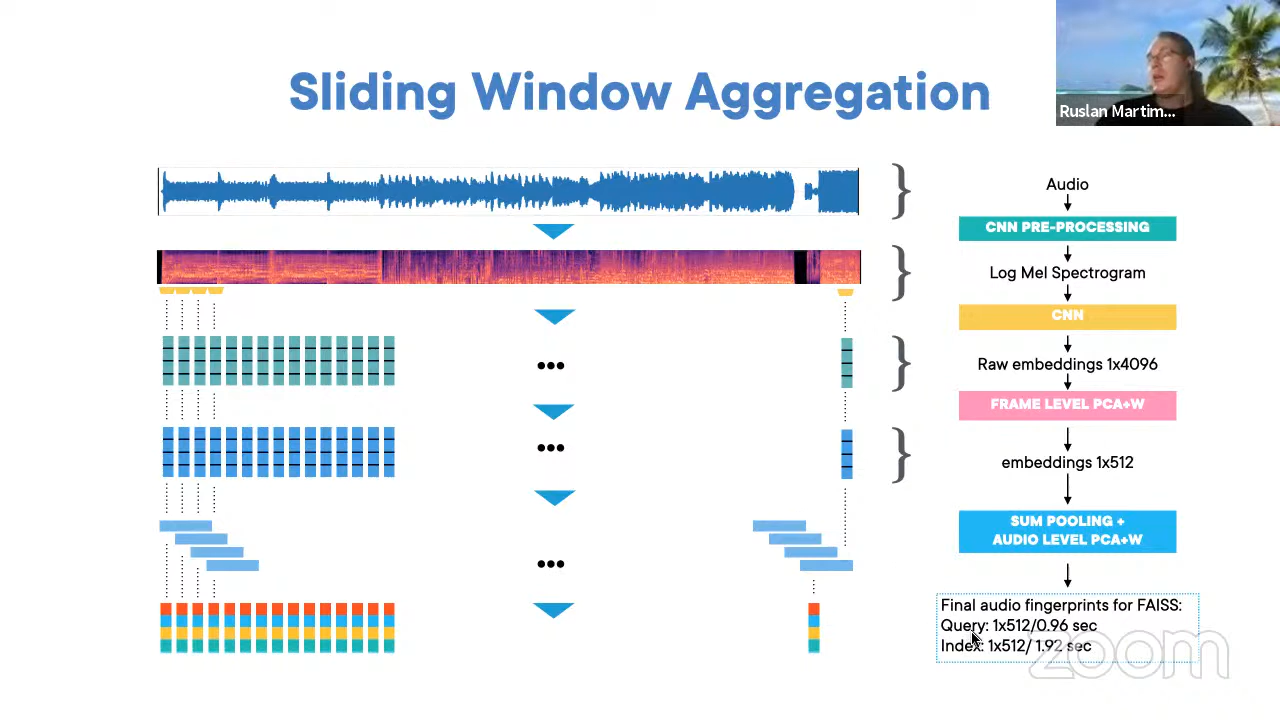 Sliding Window Aggregation
Ruslan Martim...
Audio
CNN PRE-PROCESSING
Log Mel Spectrogram
CNN
Raw embeddings 1x4096
FRAME LEVEL PCA+W
embeddings 1x512
SUM POOLING +
AUDIO LEVEL PCA+W
Final audio fingerprints for FAISS:
Query: 1x512/0.96 sec
Index: 1x512/ 1.92 sec
zoom